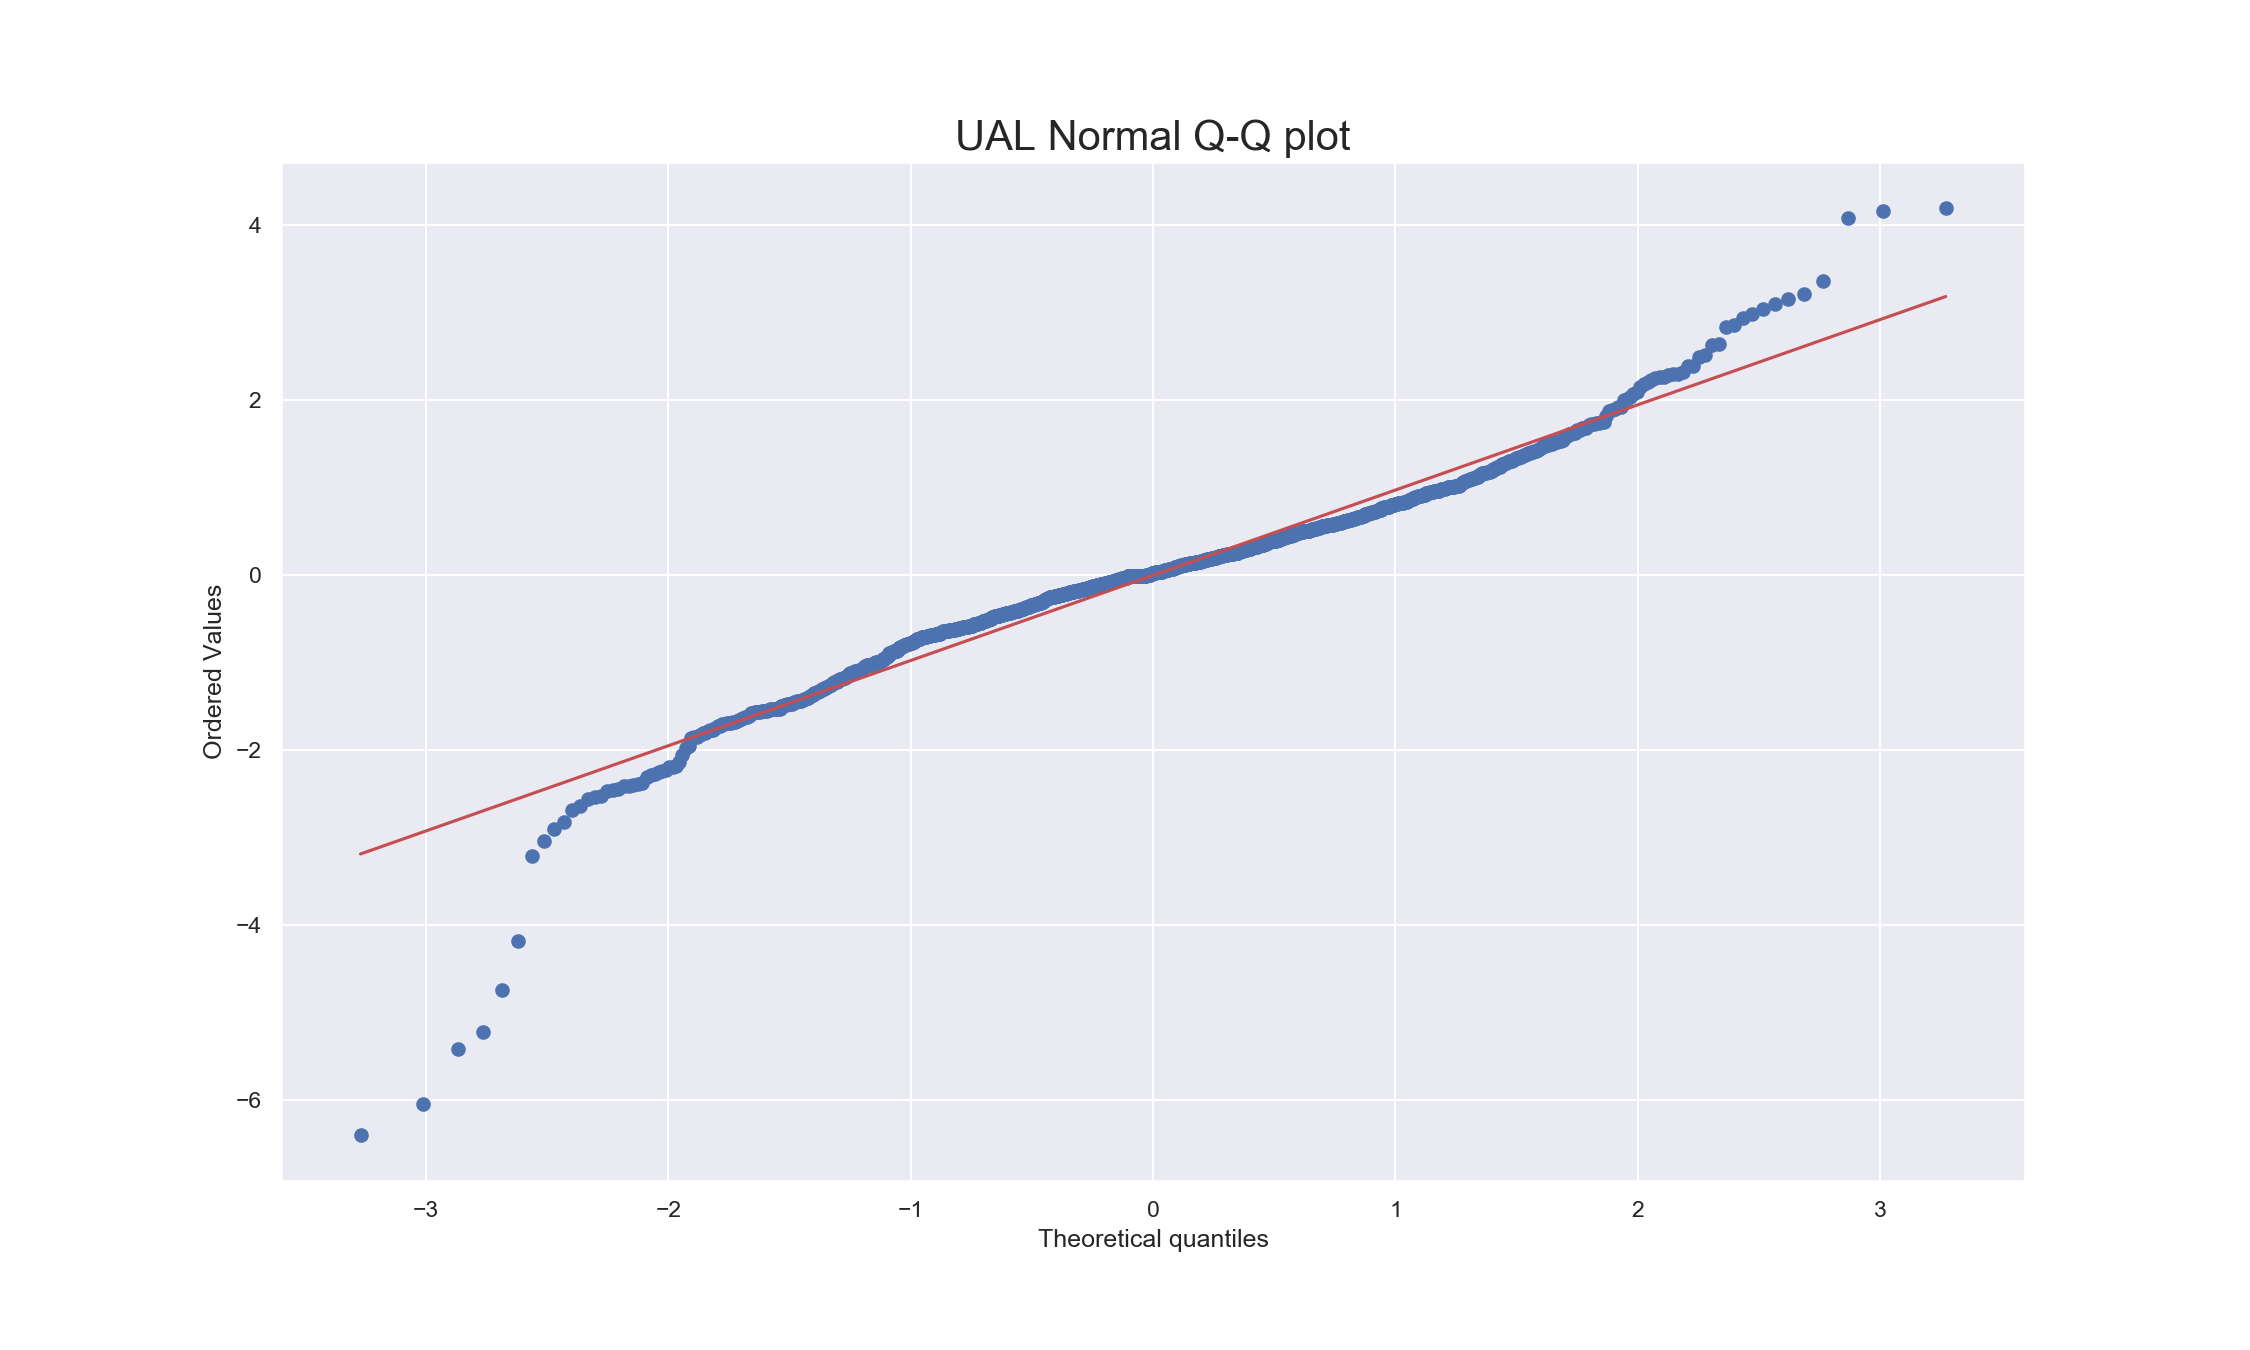 UAL Normal Q-Q plot
4
2
0
−2
−4
−6
Ordered Values
−3 −2 −1 0 1 2 3
Theoretical quantiles